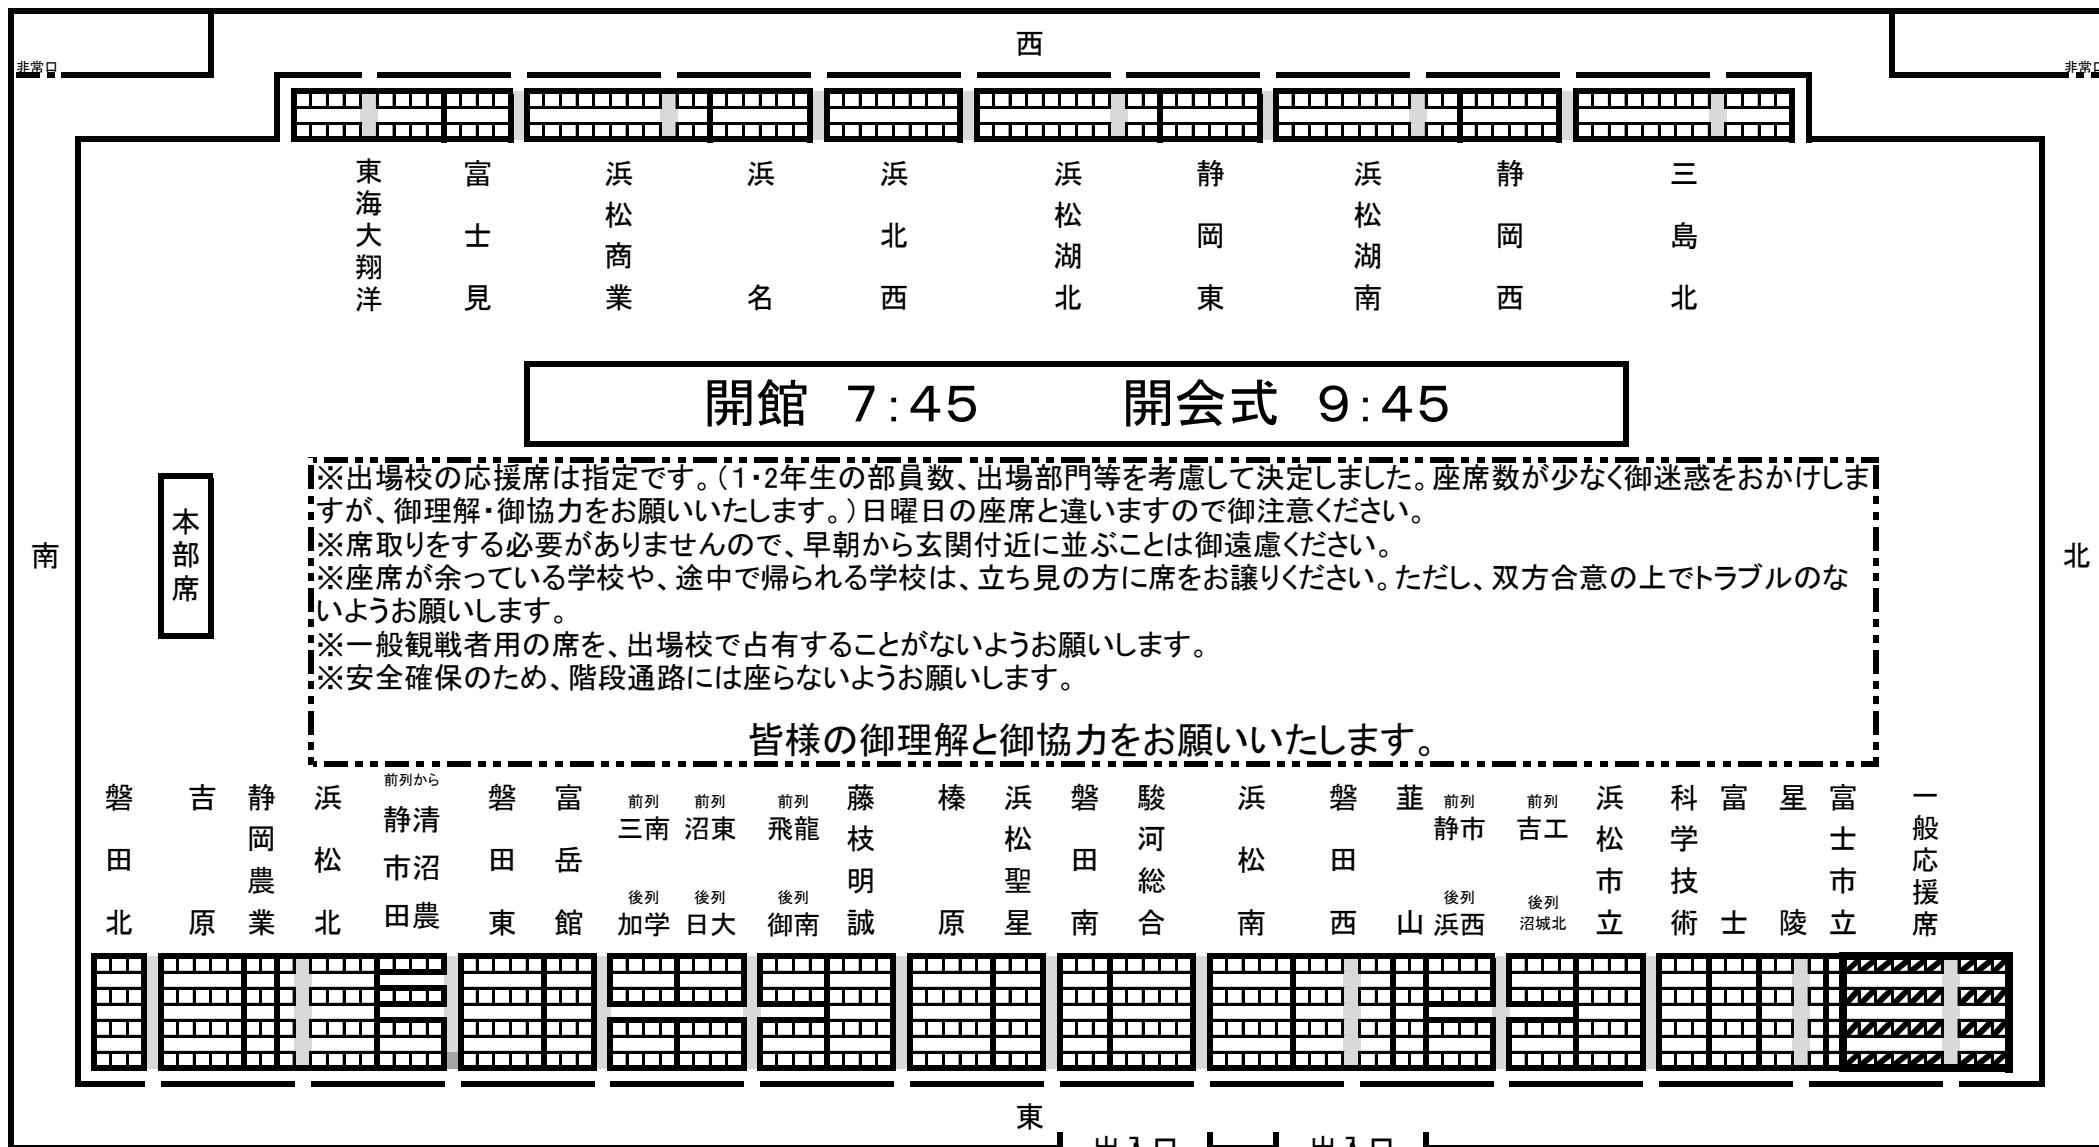 西
非常口
非常口
東海大翔洋
富士見
浜松商業
浜名
浜北西
浜松湖北
静岡東
浜松湖南
静岡西
三島北
開館 7:45 開会式 9:45
※出場校の応援席は指定です。(1・2年生の部員数、出場部門等を考慮して決定しました。座席数が少なく御迷惑をおかけしま
すが、御理解・御協力をお願いいたします。)日曜日の座席と違いますので御注意ください。
※席取りをする必要がありませんので、早朝から玄関付近に並ぶことは御遠慮ください。
※座席が余っている学校や、途中で帰られる学校は、立ち見の方に席をお譲りください。ただし、双方合意の上でトラブルのな
いようお願いします。
※一般観戦者用の席を、出場校で占有することがないようお願いします。
※安全確保のため、階段通路には座らないようお願いします。
皆様の御理解と御協力をお願いいたします。
本部席
南
北
磐田北
吉原
静岡農業
浜松北
前列から
静清
市沼
田農
磐田東
富岳館
前列
三南
後列
加学
前列
沼東
後列
日大
前列
飛龍
後列
御南
藤枝明誠
榛原
浜松聖星
磐田南
駿河総合
浜松南
磐田西
韮山
前列
静市
後列
浜西
前列
吉工
後列
沼城北
浜松市立
科学技術
富士
星陵
富士市立
一般応援席
東
出入口
出入口